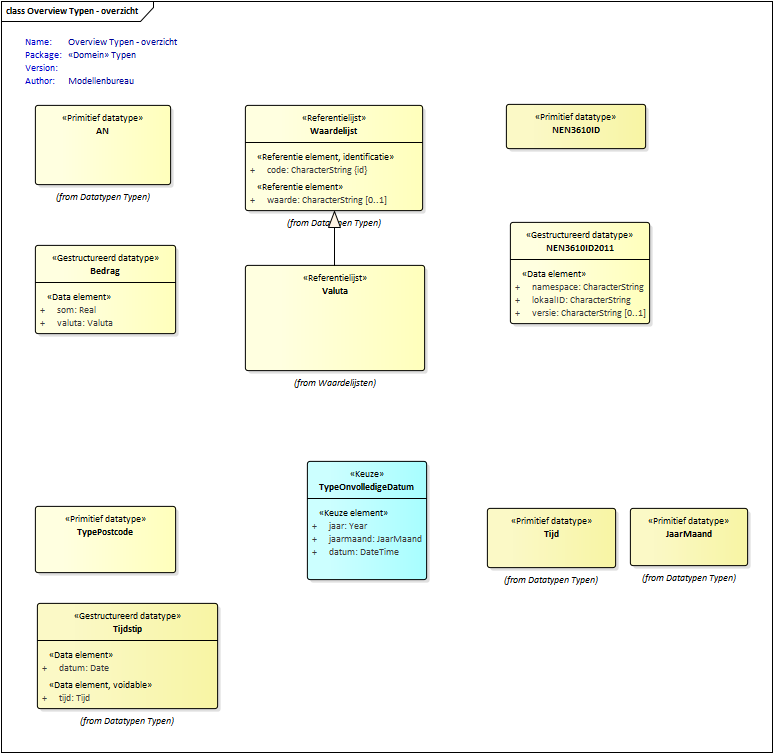 class Overview Typen - overzicht
Name: Overview Typen - overzicht
Package: «Domein» Typen
Version:
Author: Modellenbureau
«Primitief datatype»
AN
(from Datatypen Typen)
«Referentielijst»
Waardelijst
«Referentie element, identificatie»
+ code: CharacterString {id}
«Referentie element»
+ waarde: CharacterString [0..1]
(from Datatypen Typen)
«Primitief datatype»
NEN3610ID
«Gestructureerd datatype»
Bedrag
«Data element»
+ som: Real
+ valuta: Valuta
«Referentielijst»
Valuta
(from Waardelijsten)
«Gestructureerd datatype»
NEN3610ID2011
«Data element»
+ namespace: CharacterString
+ lokaalID: CharacterString
+ versie: CharacterString [0..1]
«Keuze»
TypeOnvolledigeDatum
«Keuze element»
+ jaar: Year
+ jaarmaand: JaarMaand
+ datum: DateTime
«Primitief datatype»
TypePostcode
«Primitief datatype»
Tijd
(from Datatypen Typen)
«Primitief datatype»
JaarMaand
(from Datatypen Typen)
«Gestructureerd datatype»
Tijdstip
«Data element»
+ datum: Date
«Data element, voidable»
+ tijd: Tijd
(from Datatypen Typen)